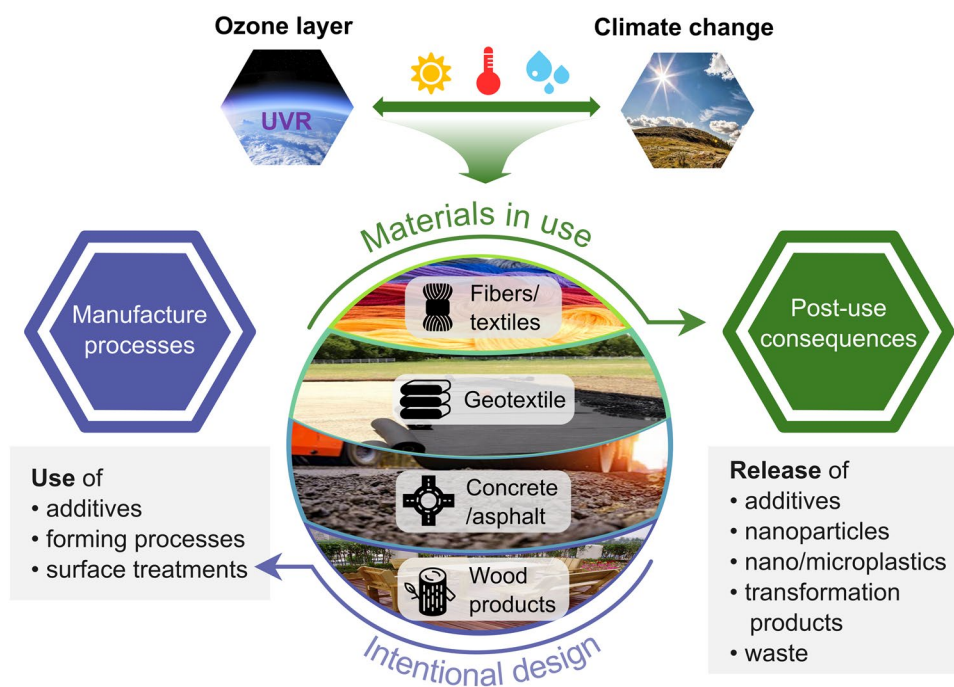 Ozone layer
Climate change
UVR
Materials in use
Manufacture
processes
Fibers/
textiles
Post-use
consequences
Geotextile
Use of
• additives
• forming processes
• surface treatments
Concrete
/asphalt
Wood
products
Release of
• additives
• nanoparticles
• nano/microplastics
• transformation
products
• waste
Intentional design